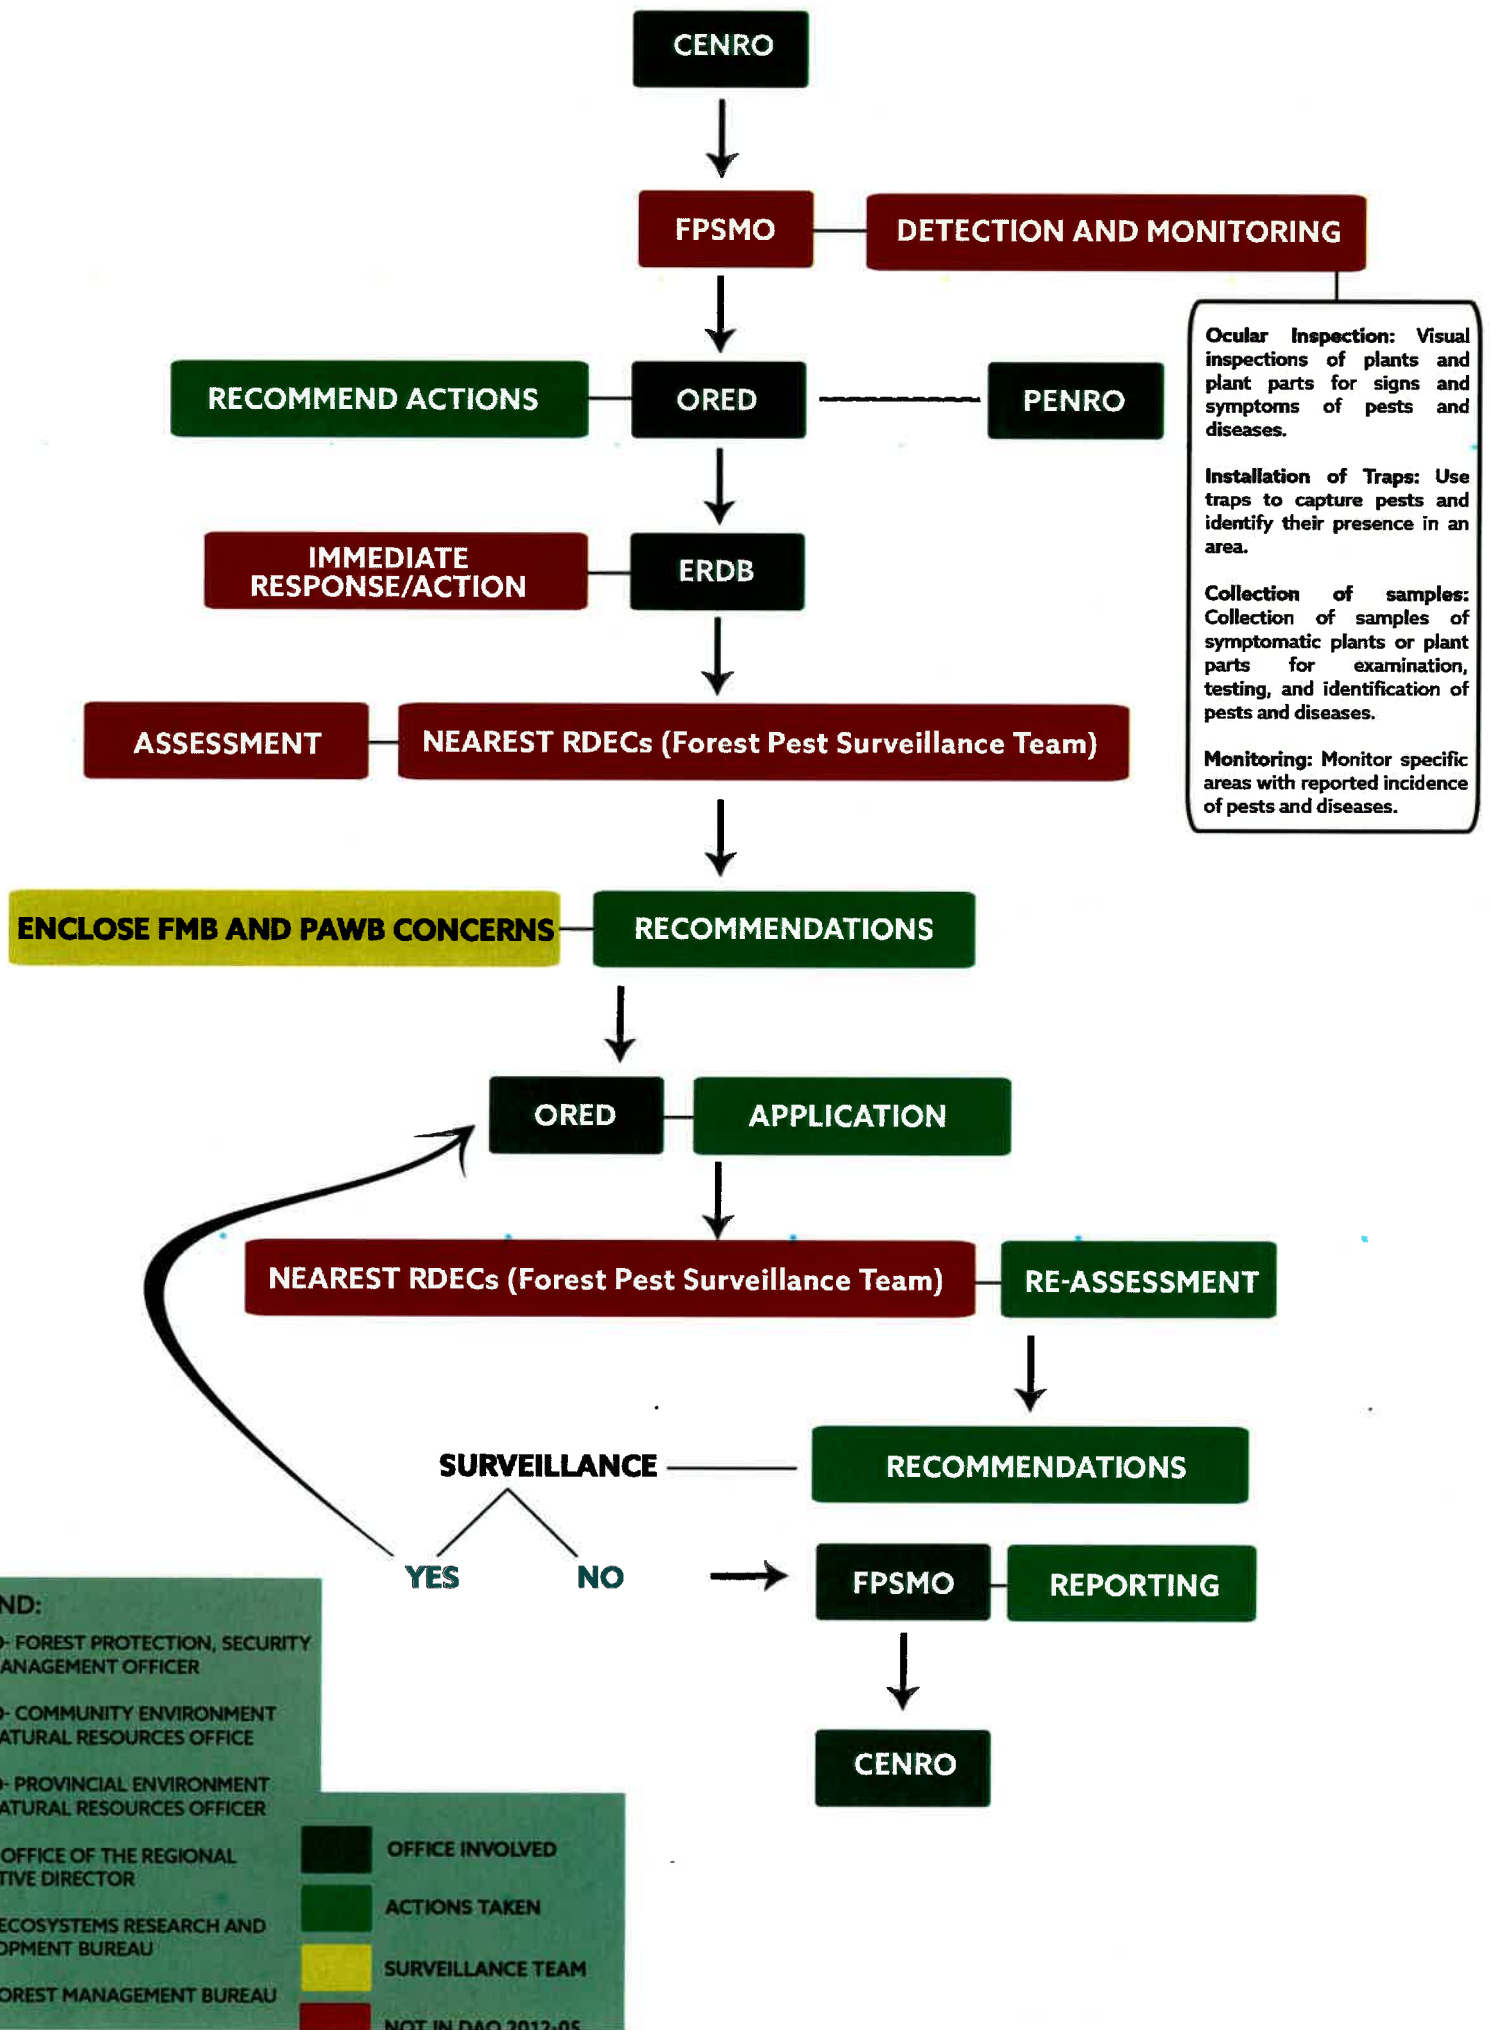 CENRO
FPSMO
DETECTION AND MONITORING
Ocular Inspection: Visual
inspections of plants and
plant parts for signs and
symptoms of pests and
diseases.
Installation of Traps: Use
traps to capture pests and
identify their presence in an
area.
Collection of samples:
Collection of samples of
symptomatic plants or plant
parts for examination,
testing, and identification of
pests and diseases.
Monitoring: Monitor specific
areas with reported incidence
of pests and diseases.
RECOMMEND ACTIONS
ORED
PENRO
IMMEDIATE
RESPONSE/ACTION
ERDB
ASSESSMENT
NEAREST RDECs (Forest Pest Surveillance Team)
ENCLOSE FMB AND PAWB CONCERNS
RECOMMENDATIONS
ORED
APPLICATION
NEAREST RDECs (Forest Pest Surveillance Team)
RE-ASSESSMENT
SURVEILLANCE
RECOMMENDATIONS
YES
NO
FPSMO
REPORTING
CENRO
ND:
- FOREST PROTECTION, SECURITY
ANAGEMENT OFFICER
- COMMUNITY ENVIRONMENT
ATURAL RESOURCES OFFICE
- PROVINCIAL ENVIRONMENT
ATURAL RESOURCES OFFICER
OFFICE OF THE REGIONAL
TIVE DIRECTOR
ECOSYSTEMS RESEARCH AND
OPMENT BUREAU
OREST MANAGEMENT BUREAU
OFFICE INVOLVED
ACTIONS TAKEN
SURVEILLANCE TEAM
NOT IN DAO 2012-05